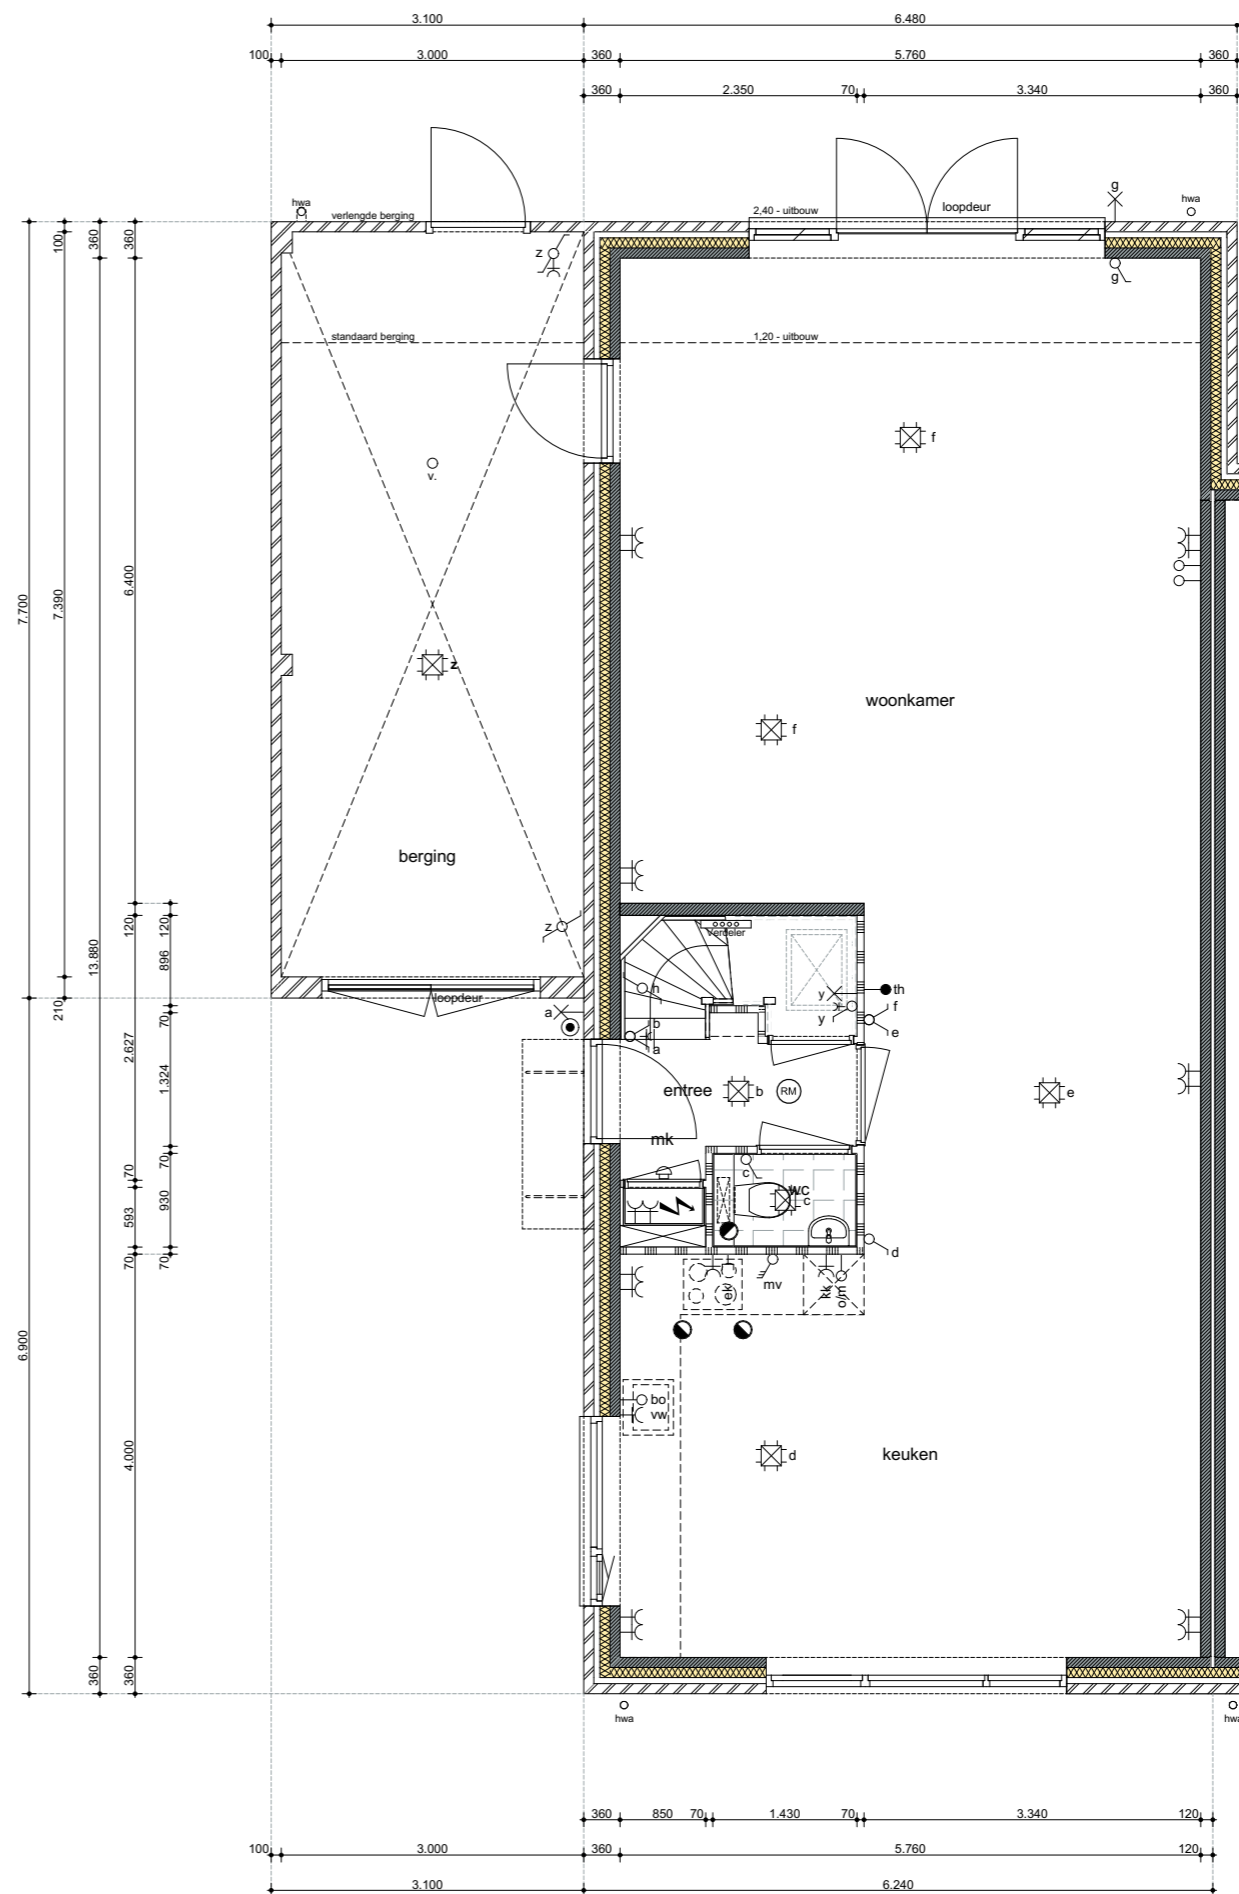 3.100 6.480
100 3.000 360 5.760 360
360 2.350 70 3.340 360
g
hwa verlengde berging 2,40 - uitbouw loopdeur hwa
z g
100 360 360
standaard berging 1,20 - uitbouw
f
v.
6.400
7.700 7.390
z
woonkamer
f
berging
120 120
z Verdeler
13.880 896
h y th
loopdeur
210 70 a y f
b e
a
2.627 1.324
entree b RM e
mk
70 70
c
WC
c
593 930
d
70 70
ek mv kk o/m
6.900
bo
vw
4.000 d keuken
360 360
hwa hwa
360 850 70 1.430 70 3.340 120
100 3.000 360 5.760 120
3.100 6.240